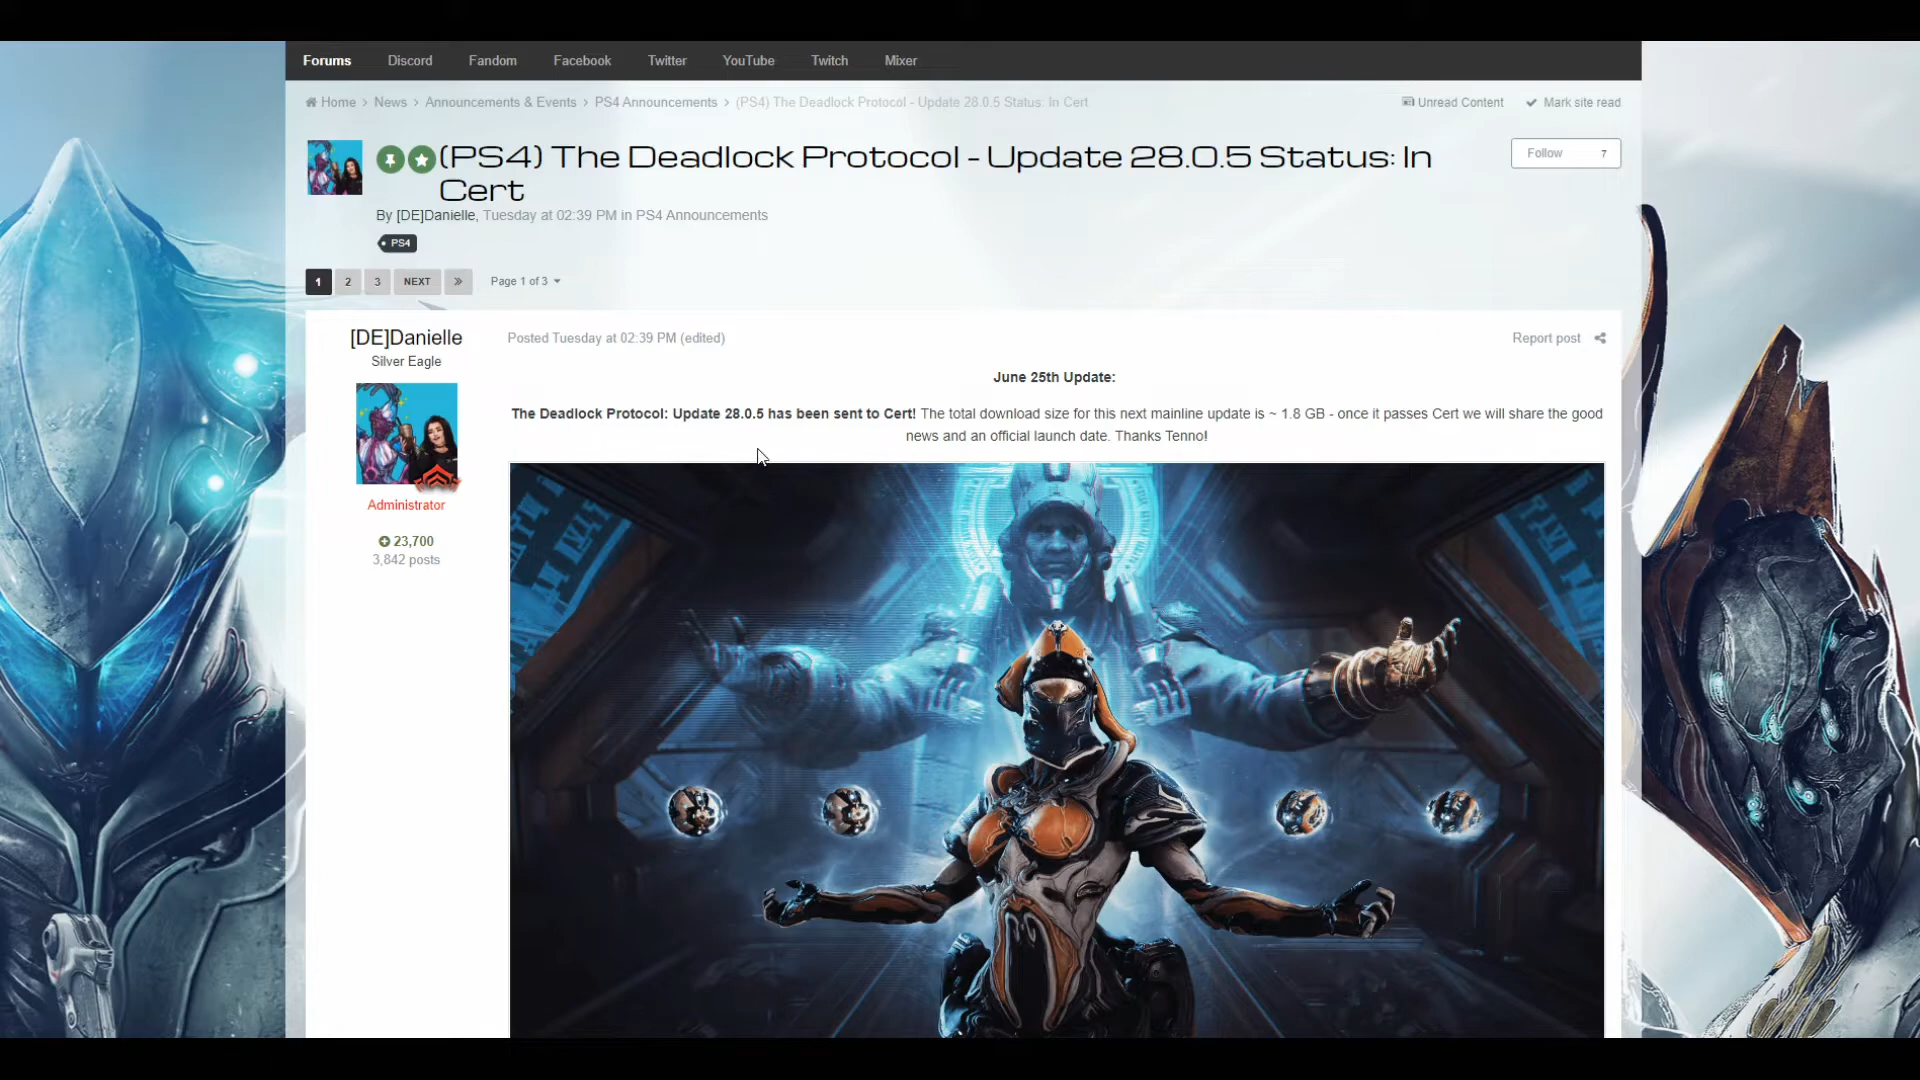 Forums Discord Fandom Facebook Twitter YouTube Twitch Mixer
Home > News > Announcements & Events > PS4 Announcements > (PS4) The Deadlock Protocol - Update 28.0.5 Status: In Cert Unread Content Mark site read
(PS4) The Deadlock Protocol - Update 28.0.5 Status: In
Cert
Follow 7
By [DE]Danielle, Tuesday at 02:39 PM in PS4 Announcements
PS4
1 2 3 NEXT » Page 1 of 3
[DE]Danielle
Silver Eagle
Administrator
23,700
3,842 posts
Posted Tuesday at 02:39 PM (edited) Report post
June 25th Update:
The Deadlock Protocol: Update 28.0.5 has been sent to Cert! The total download size for this next mainline update is ~ 1.8 GB - once it passes Cert we will share the good
news and an official launch date. Thanks Tenno!